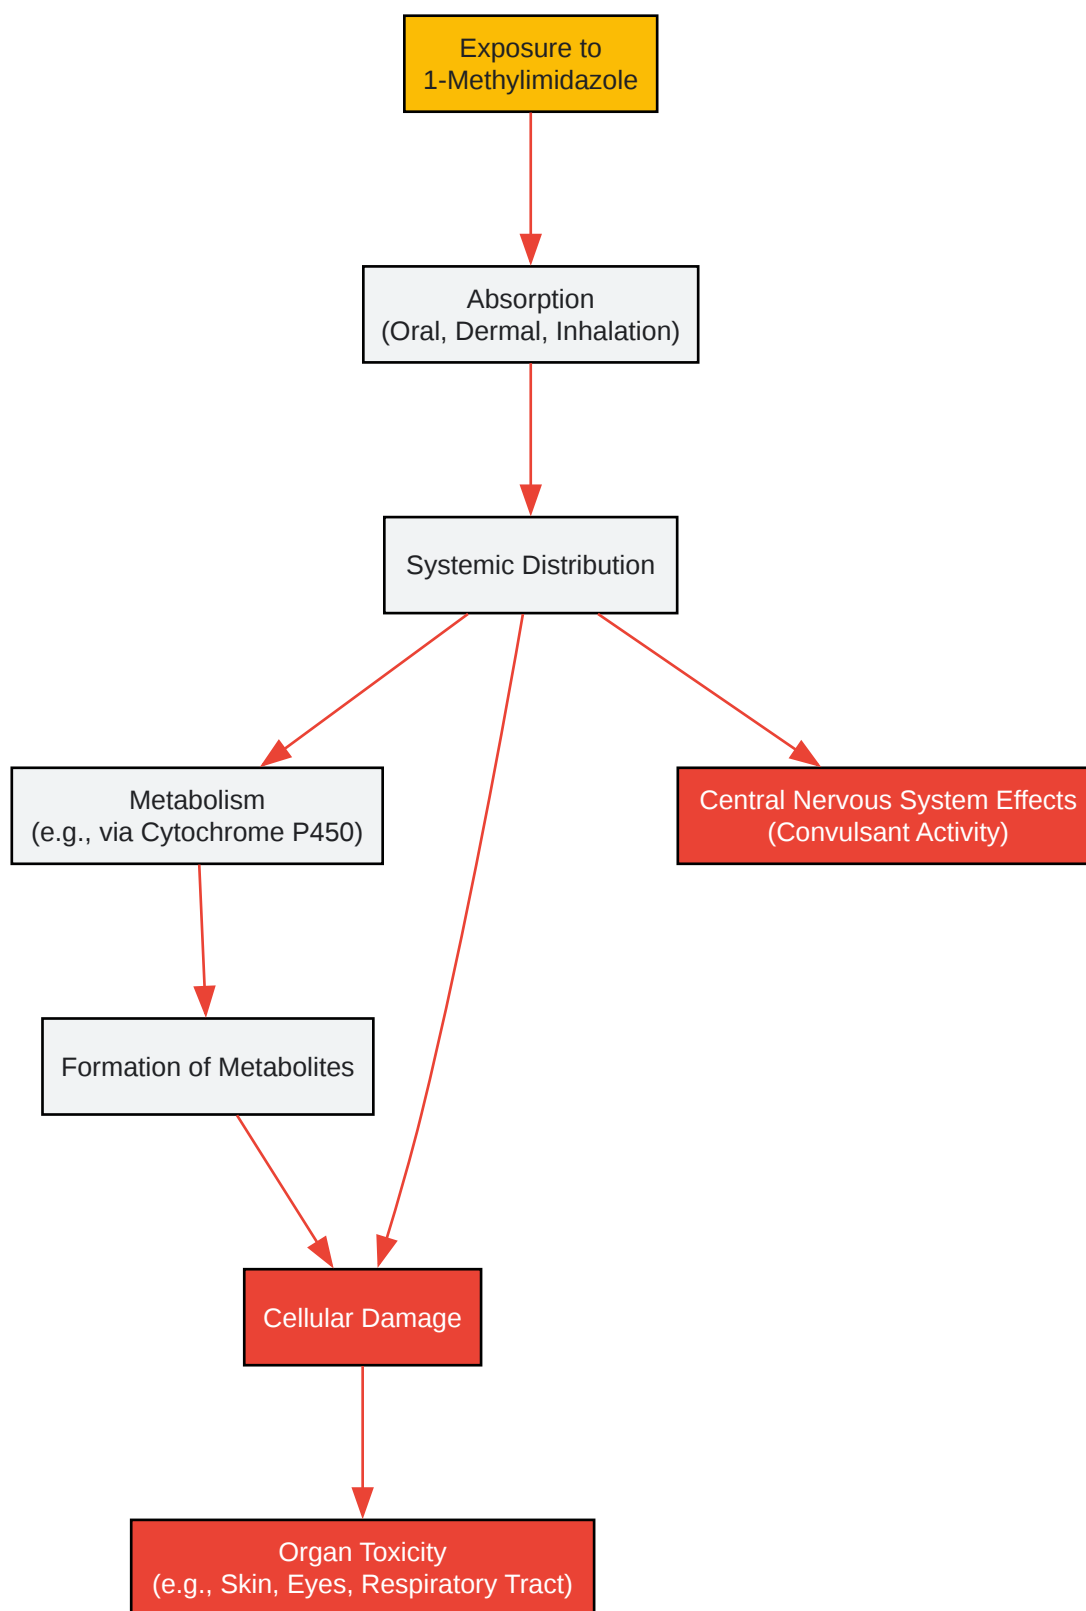 Exposure to
1-Methylimidazole
Absorption
(Oral, Dermal, Inhalation)
Systemic Distribution
Metabolism
(e.g., via Cytochrome P450)
Central Nervous System Effects
(Convulsant Activity)
Formation of Metabolites
Cellular Damage
Organ Toxicity
(e.g., Skin, Eyes, Respiratory Tract)